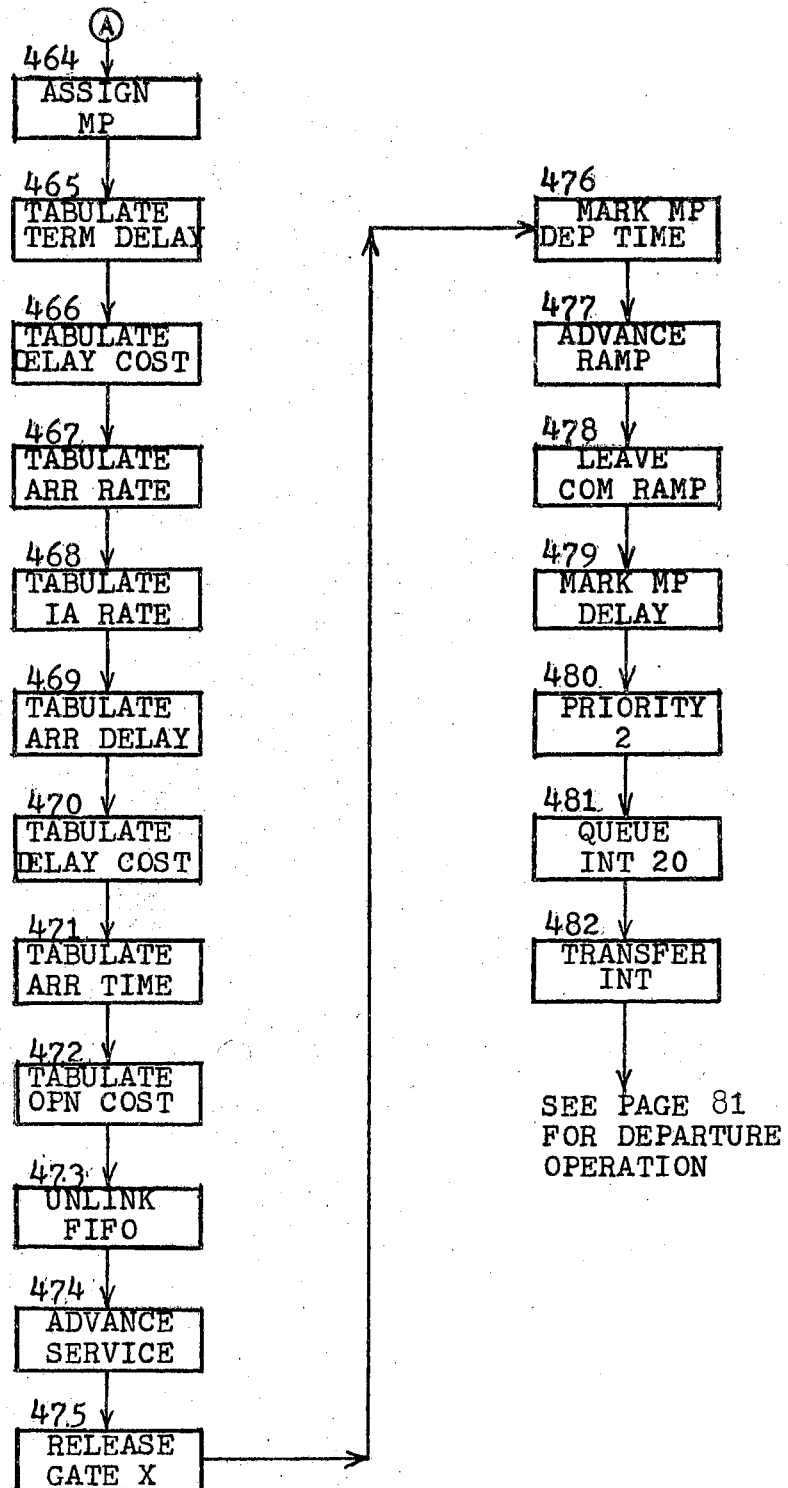 A
464
ASSIGN
MP
465
TABULATE
TERM DELAY
466
TABULATE
DELAY COST
467
TABULATE
ARR RATE
468
TABULATE
IA RATE
469
TABULATE
ARR DELAY
470
TABULATE
DELAY COST
471
TABULATE
ARR TIME
472
TABULATE
OPN COST
473
UNLINK
FIFO
474
ADVANCE
SERVICE
475
RELEASE
GATE X
476
MARK MP
DEP TIME
477
ADVANCE
RAMP
478
LEAVE
COM RAMP
479
MARK MP
DELAY
480
PRIORITY
2
481
QUEUE
INT 20
482
TRANSFER
INT
SEE PAGE 81
FOR DEPARTURE
OPERATION